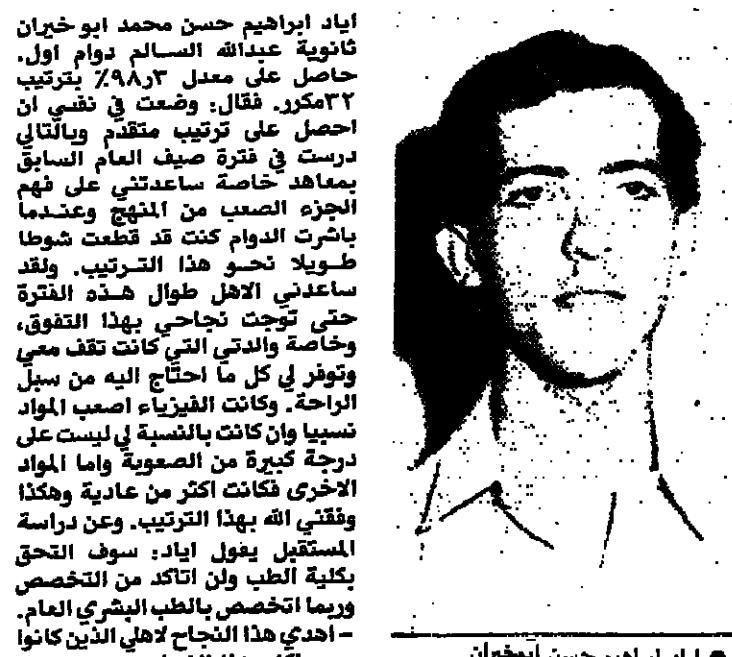 اياد ابراهيم حسن محمد ابو خيران
ثانوية عبدالله السالم دوام اول.
حاصل على معدل ٩٨٫٣٪ بترتيب
٣٢مكرر. فقال: وضعت في نفسي ان
احصل على ترتيب متقدم وبالتالي
درست في فترة صيف العام السابق
بمعاهد خاصة ساعدتني على فهم
الجزء الصعب من المنهج وعندما
باشرت الدوام كنت قد قطعت شوطا
طويلا نحو هذا الترتيب. ولقد
ساعدني الاهل طوال هذه الفترة
حتى توجت نجاحي بهذا التفوق،
وخاصة والدتي التي كانت تقف معي
وتوفر لي كل ما احتاج اليه من سبل
الراحة. وكانت الفيزياء اصعب المواد
نسبيا وان كانت بالنسبة لي ليست على
درجة كبيرة من الصعوبة واما المواد
الاخرى فكانت اكثر من عادية وهكذا
وفقني الله بهذا الترتيب. وعن دراسة
المستقبل يقول اياد: سوف التحق
بكلية الطب ولن اتاكد من التخصص
وربما اتخصص بالطب البشري العام.
– اهدي هذا النجاح لاهلي الذين كانوا
● اياد ابراهيم حسن أبوخيران